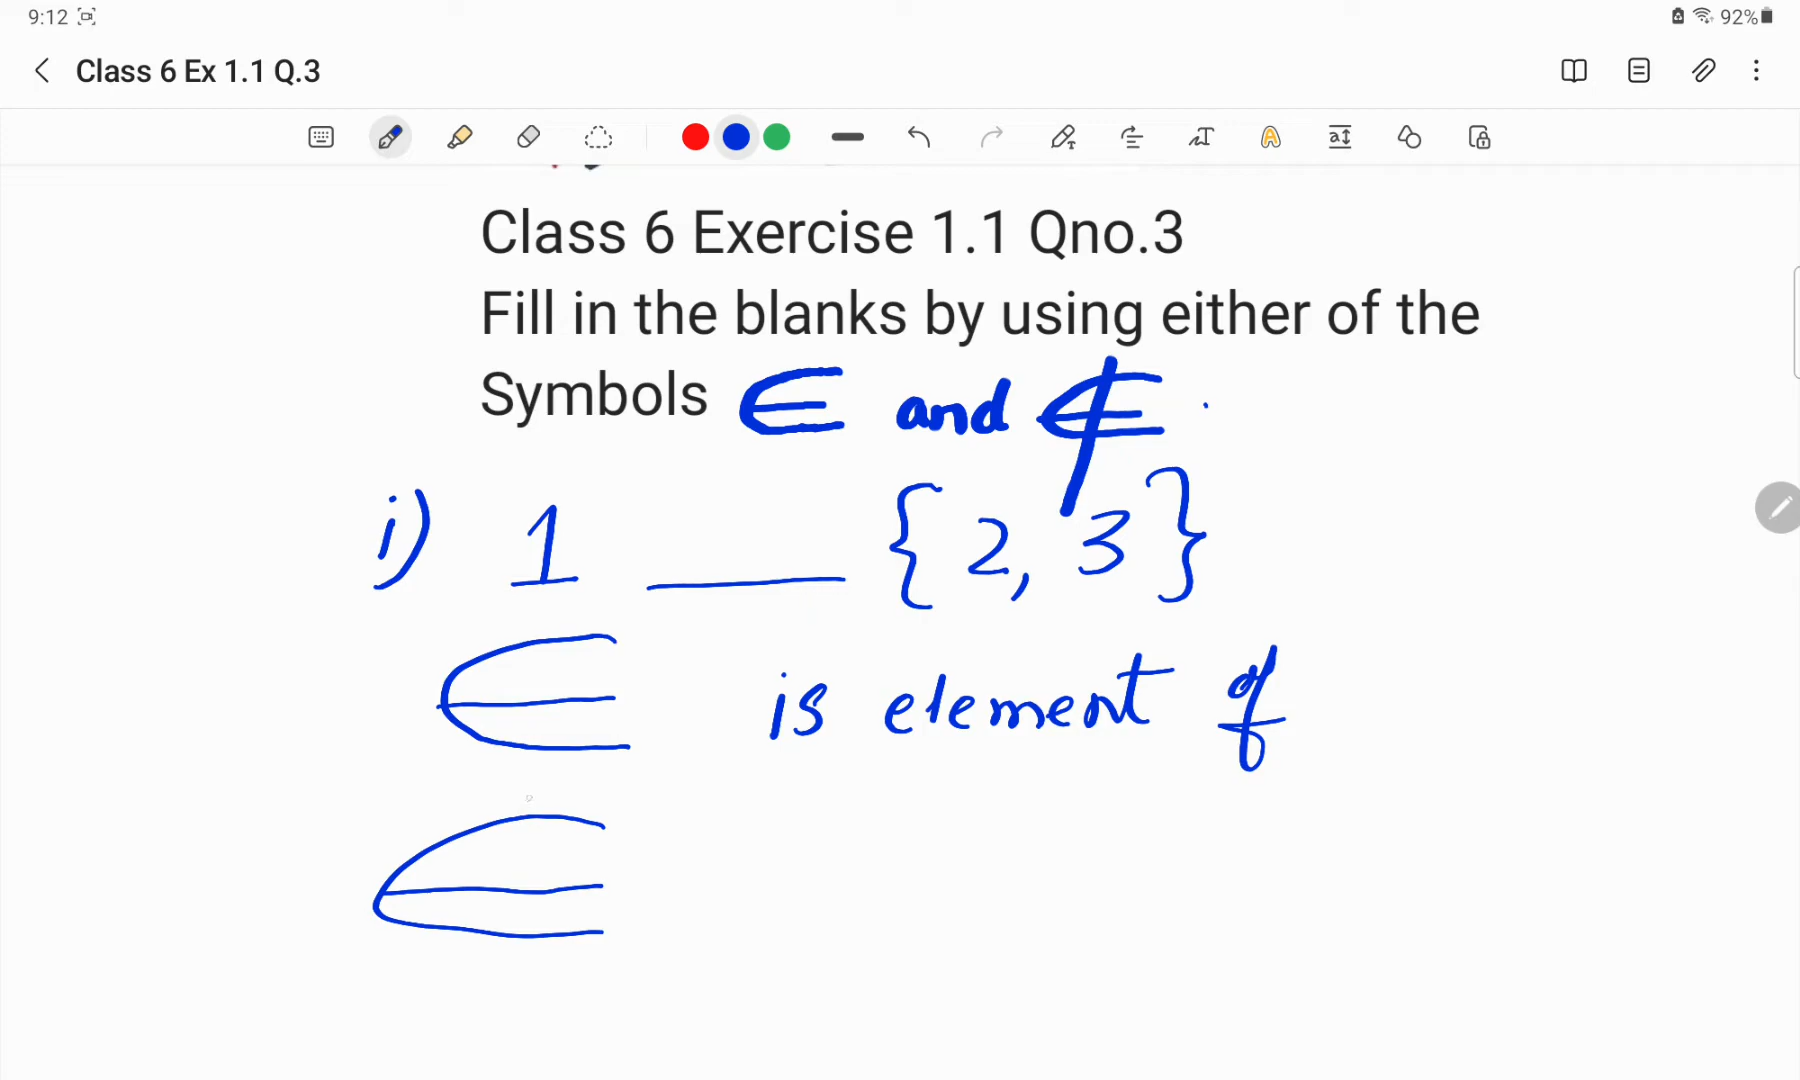 9:12 92%
Class 6 Ex 1.1 Q.3
Class 6 Exercise 1.1 Qno.3
Fill in the blanks by using either of the
Symbols ∈ and ∉ .
i) 1 ____ { 2, 3 }
∈ is element of
∈